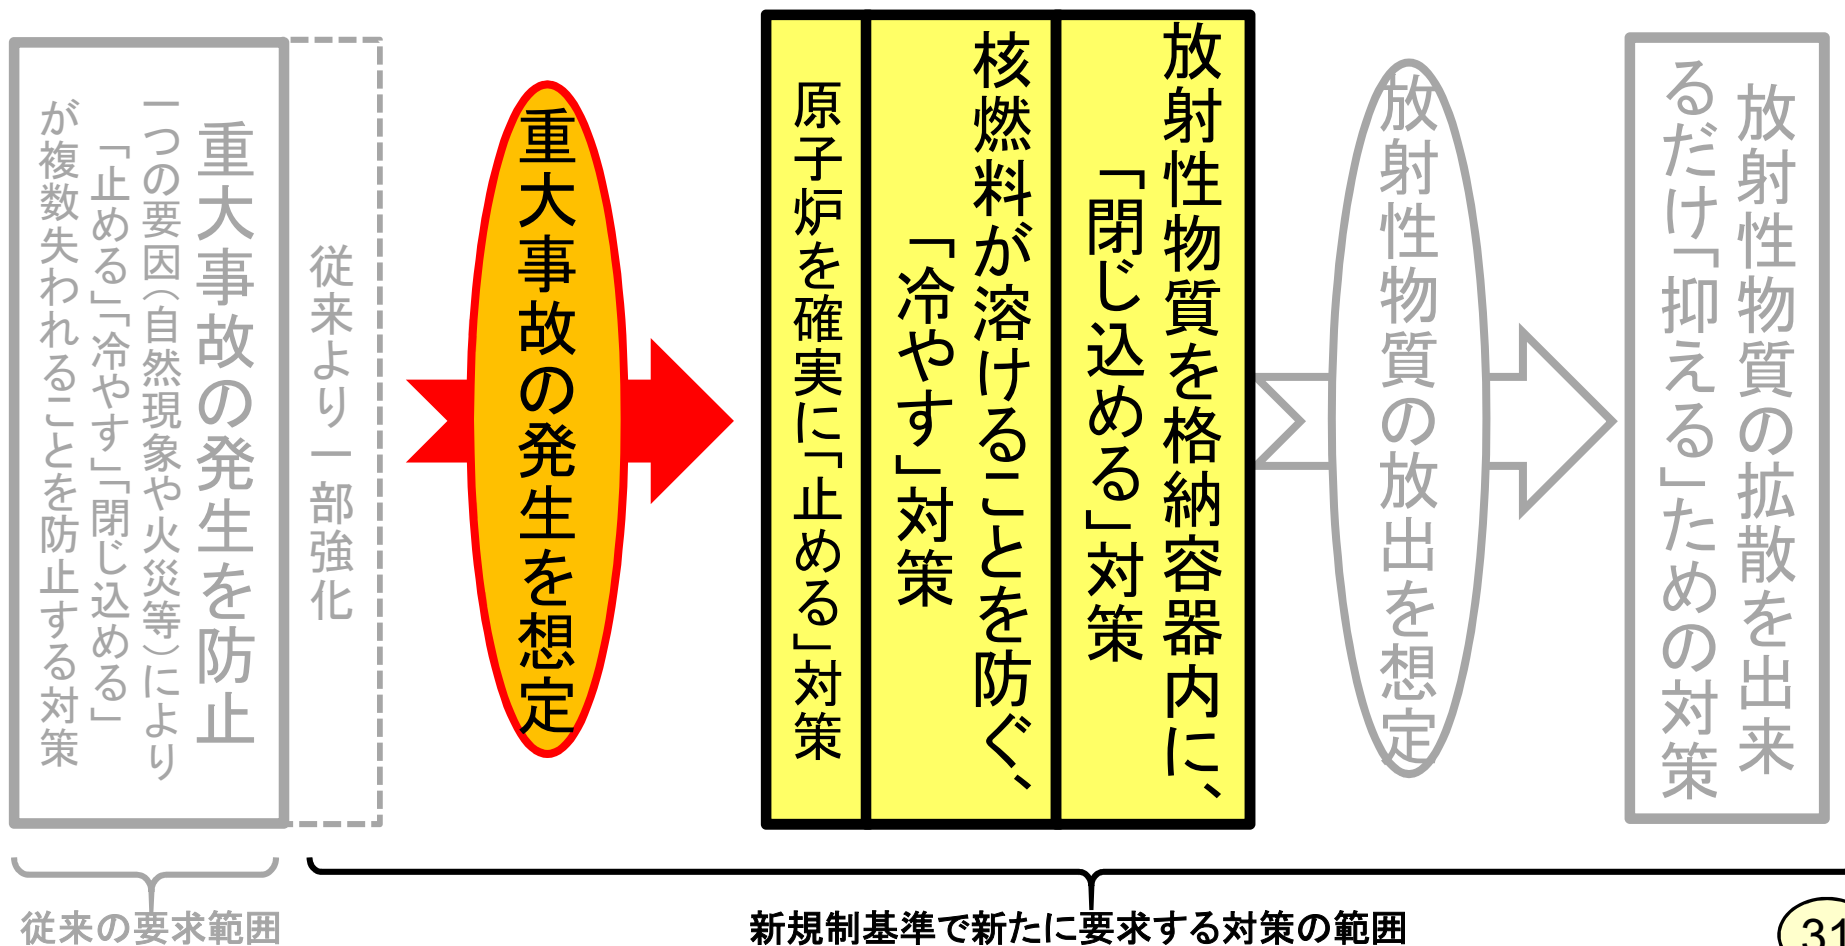 重大事故の発生を防止
一つの要因（自然現象や火災等）により
「止める」「冷やす」「閉じ込める」
が複数失われることを防止する対策
従来より一部強化
重大事故の発生を想定
原子炉を確実に「止める」対策
核燃料が溶けることを防ぐ、
「冷やす」対策
放射性物質を格納容器内に、
「閉じ込める」対策
放射性物質の放出を想定
放射性物質の拡散を出来
るだけ「抑える」ための対策
従来の要求範囲
新規制基準で新たに要求する対策の範囲
31